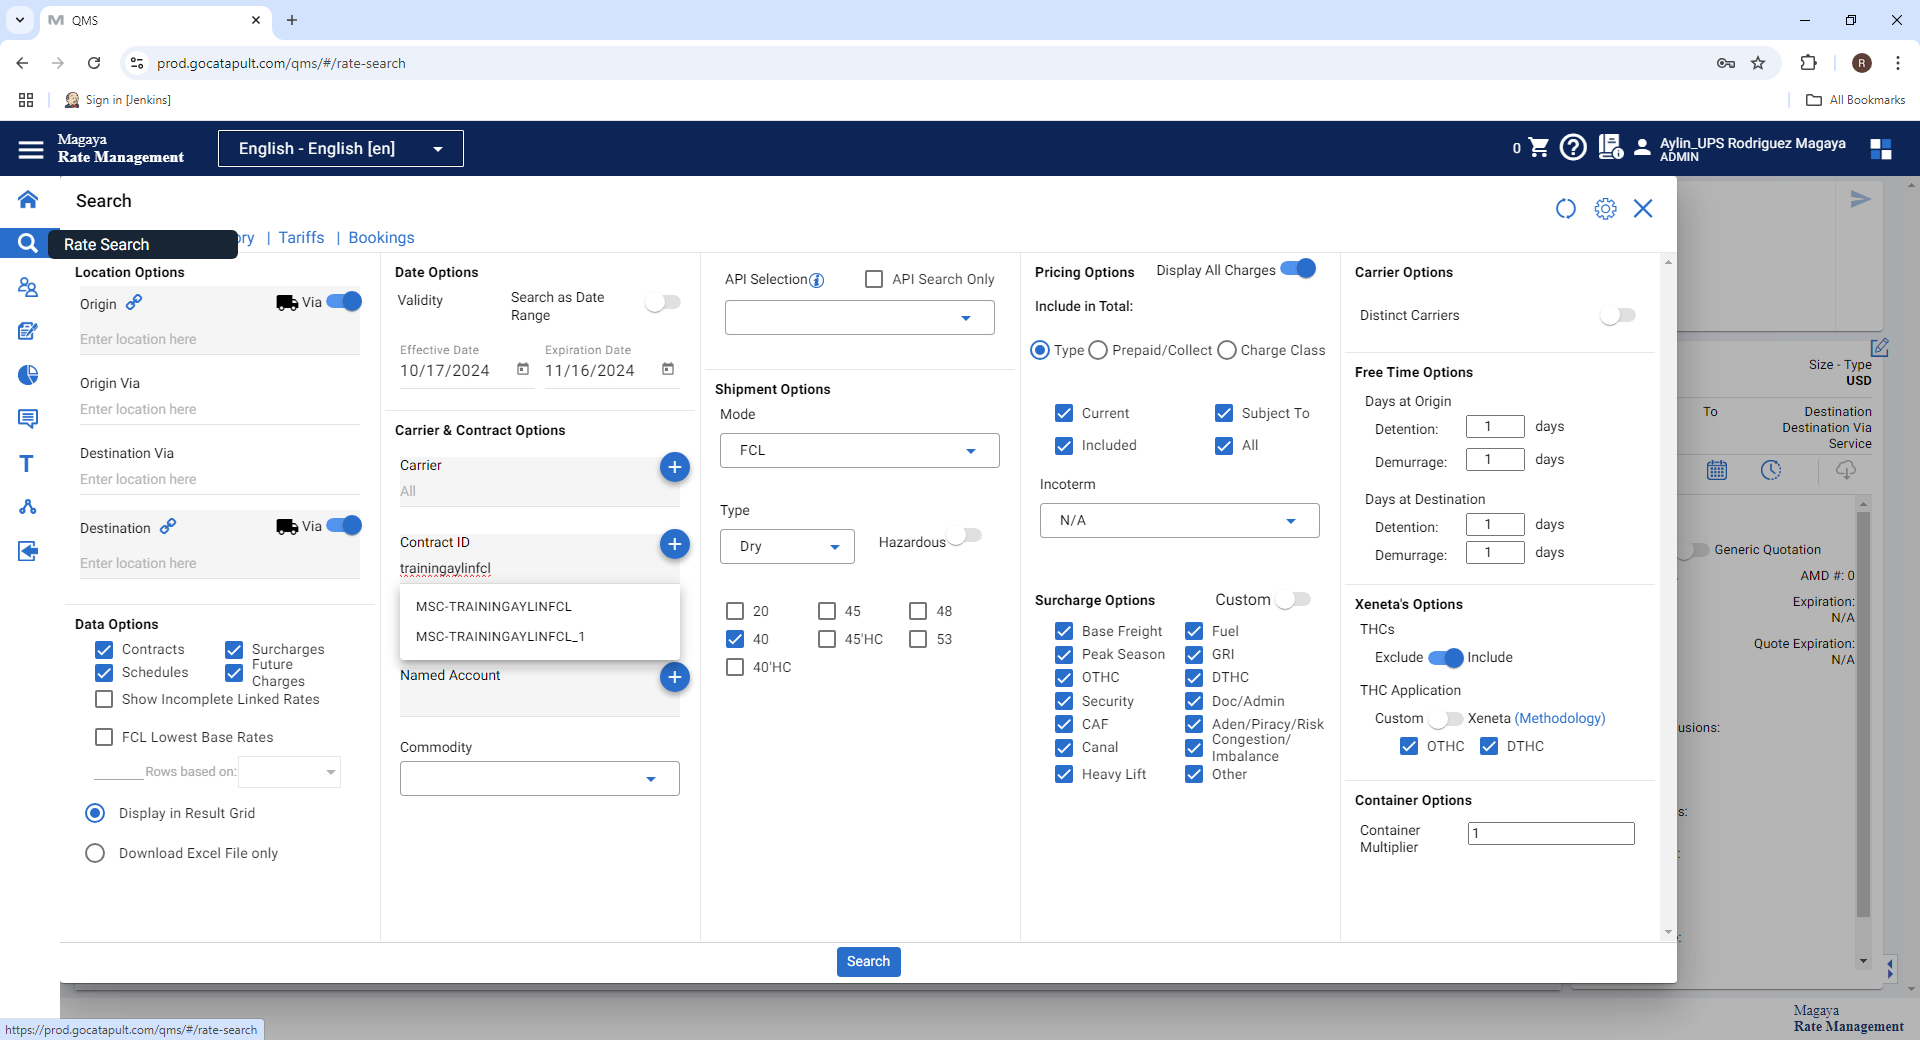 QMS
prod.gocatapult.com/qms/#/rate-search
R
Sign in [Jenkins]
All Bookmarks
Magaya
Rate Management
English - English [en]
0
Aylin_UPS Rodriguez Magaya
ADMIN
Search
Rate Search
ory | Tariffs | Bookings
Location Options
Origin
Via
Enter location here
Origin Via
Enter location here
Destination Via
Enter location here
Destination
Via
Enter location here
Data Options
Contracts
Surcharges
Schedules
Future Charges
Show Incomplete Linked Rates
FCL Lowest Base Rates
Rows based on:
Display in Result Grid
Download Excel File only
Date Options
Validity
Search as Date Range
Effective Date
10/17/2024
Expiration Date
11/16/2024
Carrier & Contract Options
Carrier
All
Contract ID
trainingaylinfcl
MSC-TRAININGAYLINFCL
MSC-TRAININGAYLINFCL_1
Named Account
Commodity
API Selection
API Search Only
Shipment Options
Mode
FCL
Type
Dry
Hazardous
20
45
48
40
45'HC
53
40'HC
Pricing Options
Display All Charges
Include in Total:
Type
Prepaid/Collect
Charge Class
Current
Subject To
Included
All
Incoterm
N/A
Surcharge Options
Custom
Base Freight
Fuel
Peak Season
GRI
OTHC
DTHC
Security
Doc/Admin
CAF
Aden/Piracy/Risk
Canal
Congestion/
Imbalance
Heavy Lift
Other
Carrier Options
Distinct Carriers
Free Time Options
Days at Origin
Detention: 1 days
Demurrage: 1 days
Days at Destination
Detention: 1 days
Demurrage: 1 days
Xeneta's Options
THCs
Exclude
Include
THC Application
Custom
Xeneta (Methodology)
OTHC
DTHC
Container Options
Container Multiplier
1
Search
Size - Type
USD
To
Destination
Destination Via
Service
Generic Quotation
AMD #: 0
Expiration:
N/A
Quote Expiration:
N/A
usions:
s:
:
:
https://prod.gocatapult.com/qms/#/rate-search
Magaya
Rate Management